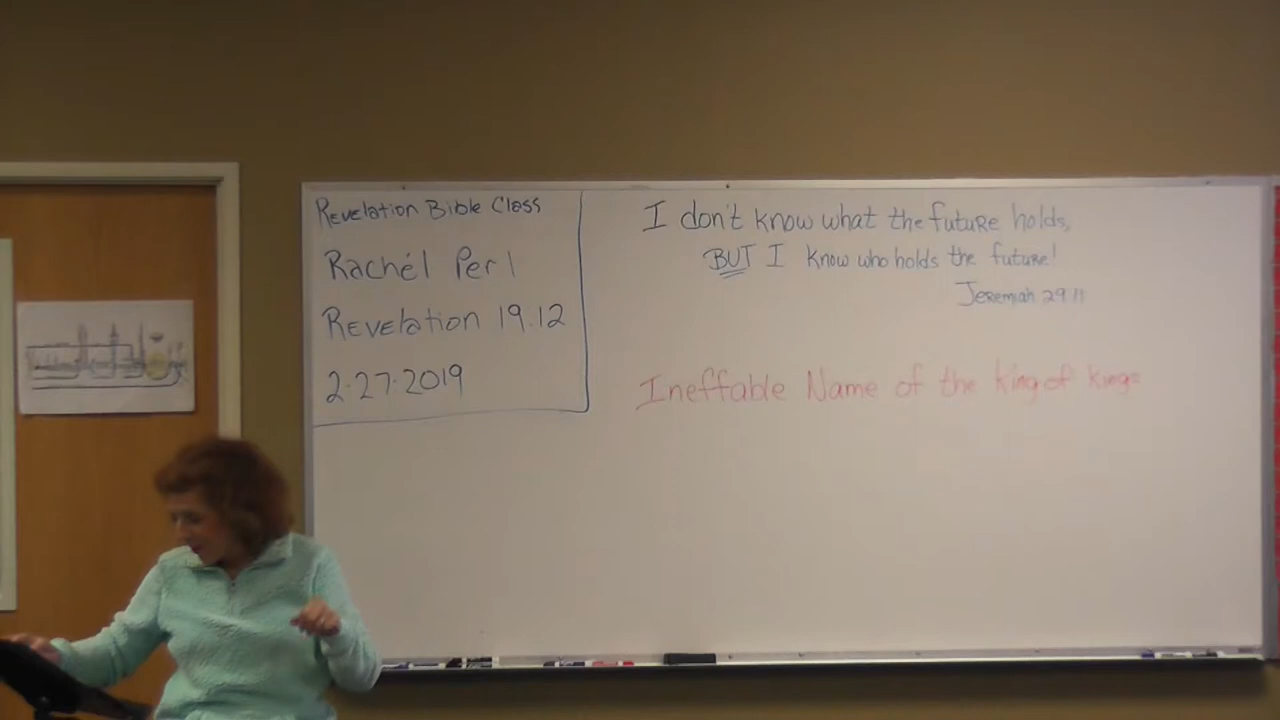 Revelation Bible Class
Rachel Perl
Revelation 19.12
2.27.2019
I don't know what the future holds,
BUT I know who holds the future!
Jeremiah 29:11
Ineffable Name of the king of kings